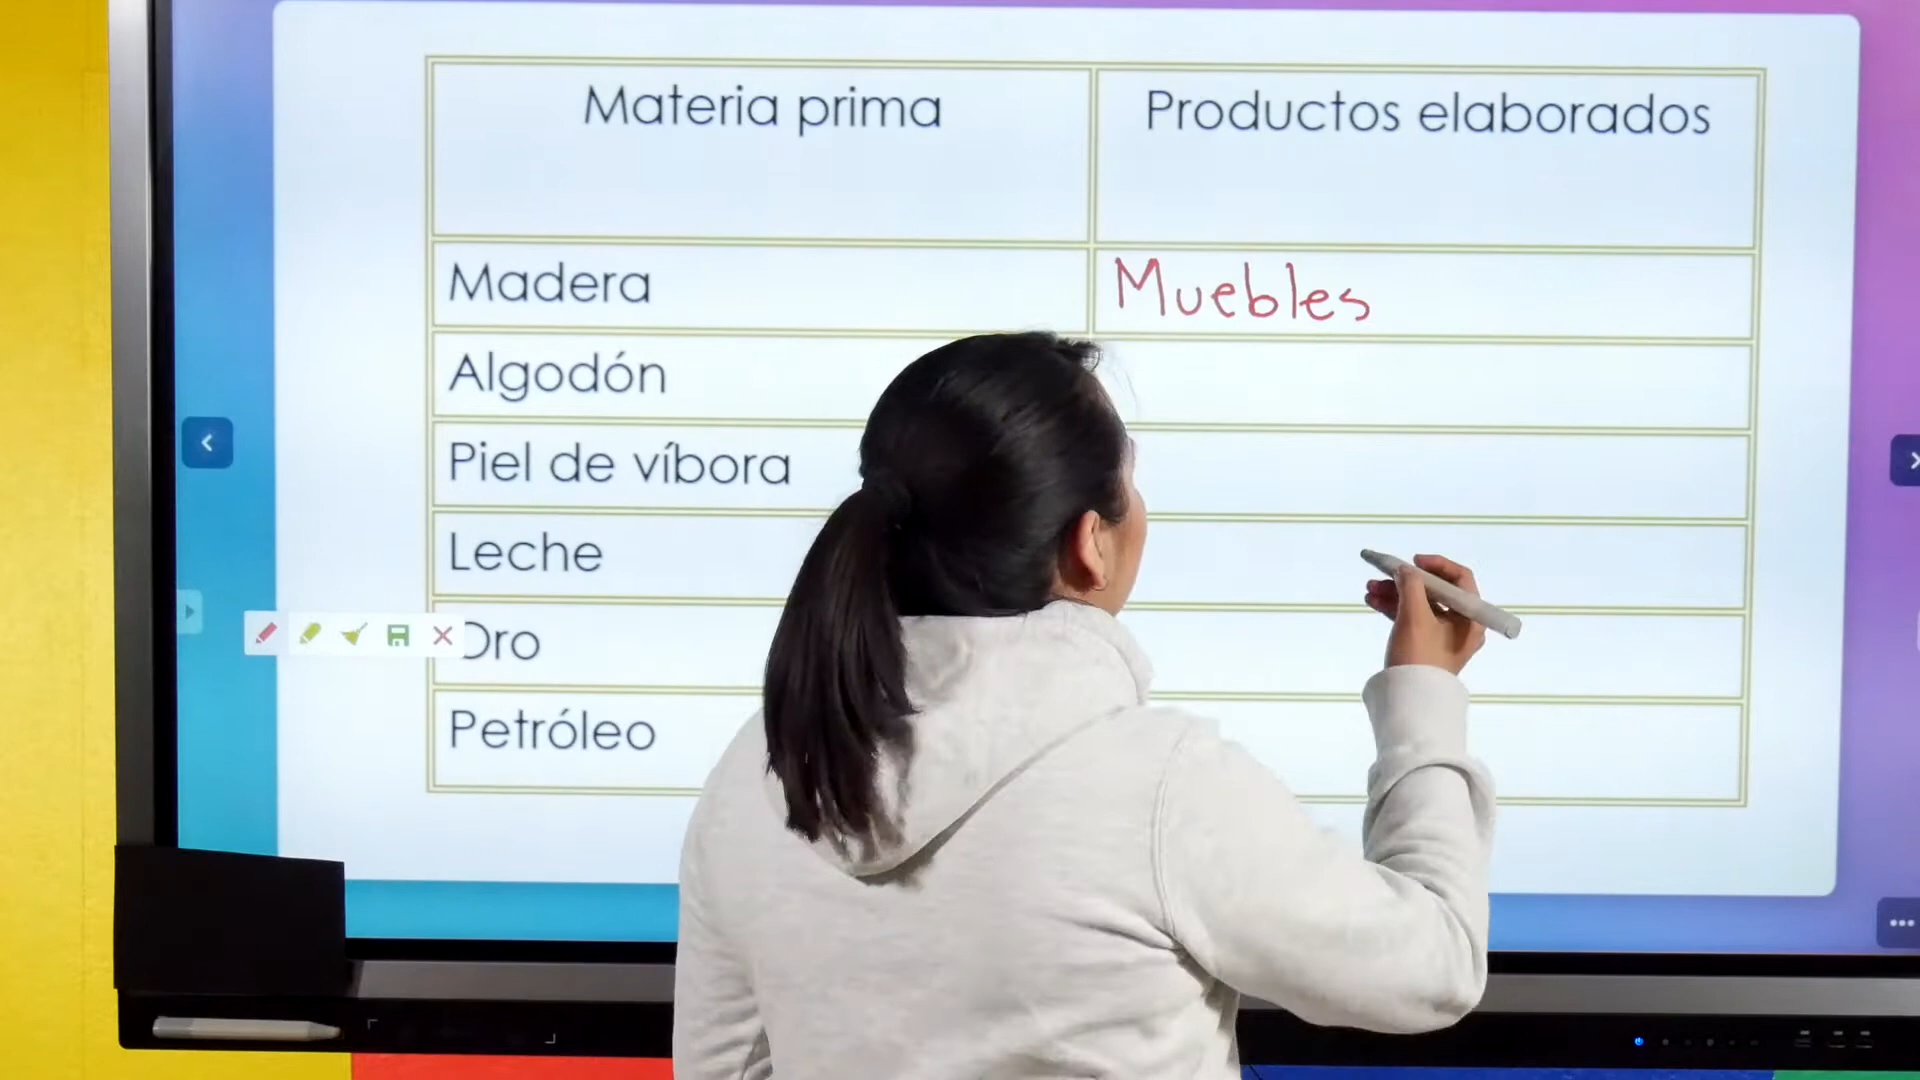 Materia prima
Productos elaborados
Madera
Muebles
Algodón
Piel de víbora
Leche
Oro
Petróleo